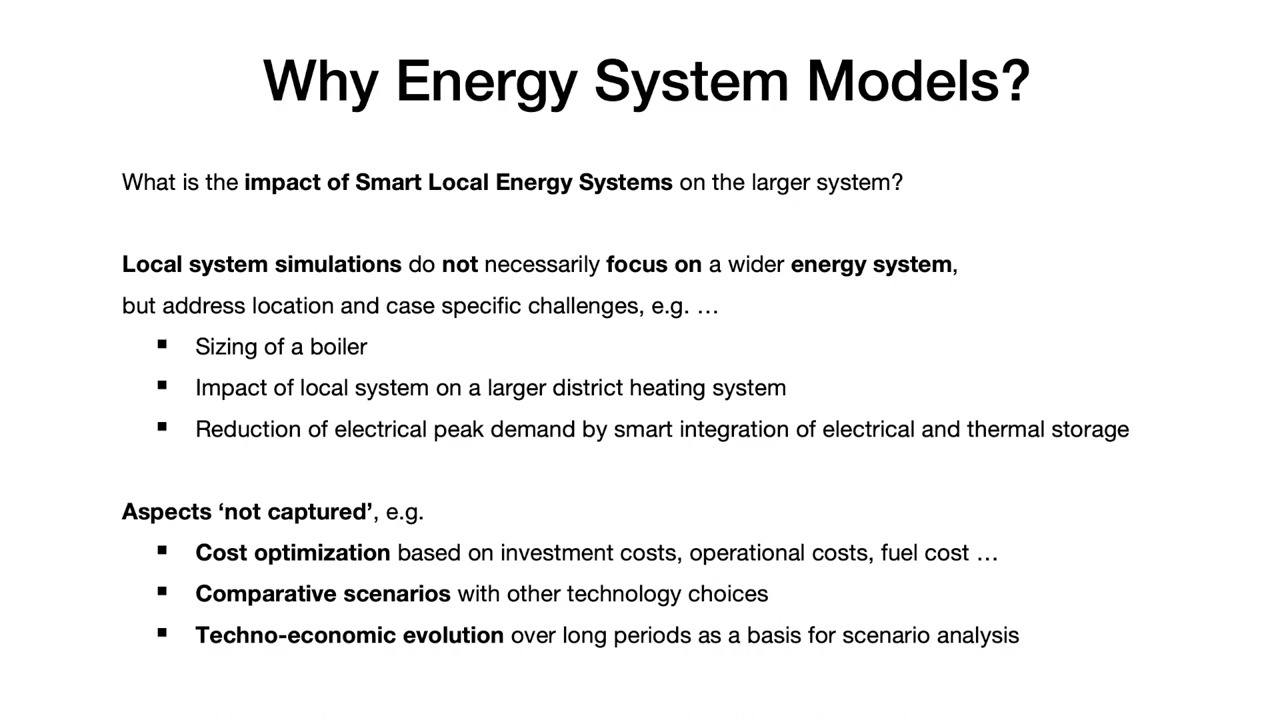 Why Energy System Models?
What is the impact of Smart Local Energy Systems on the larger system?
Local system simulations do not necessarily focus on a wider energy system,
but address location and case specific challenges, e.g. …
▪ Sizing of a boiler
▪ Impact of local system on a larger district heating system
▪ Reduction of electrical peak demand by smart integration of electrical and thermal storage
Aspects ‘not captured’, e.g.
▪ Cost optimization based on investment costs, operational costs, fuel cost …
▪ Comparative scenarios with other technology choices
▪ Techno-economic evolution over long periods as a basis for scenario analysis